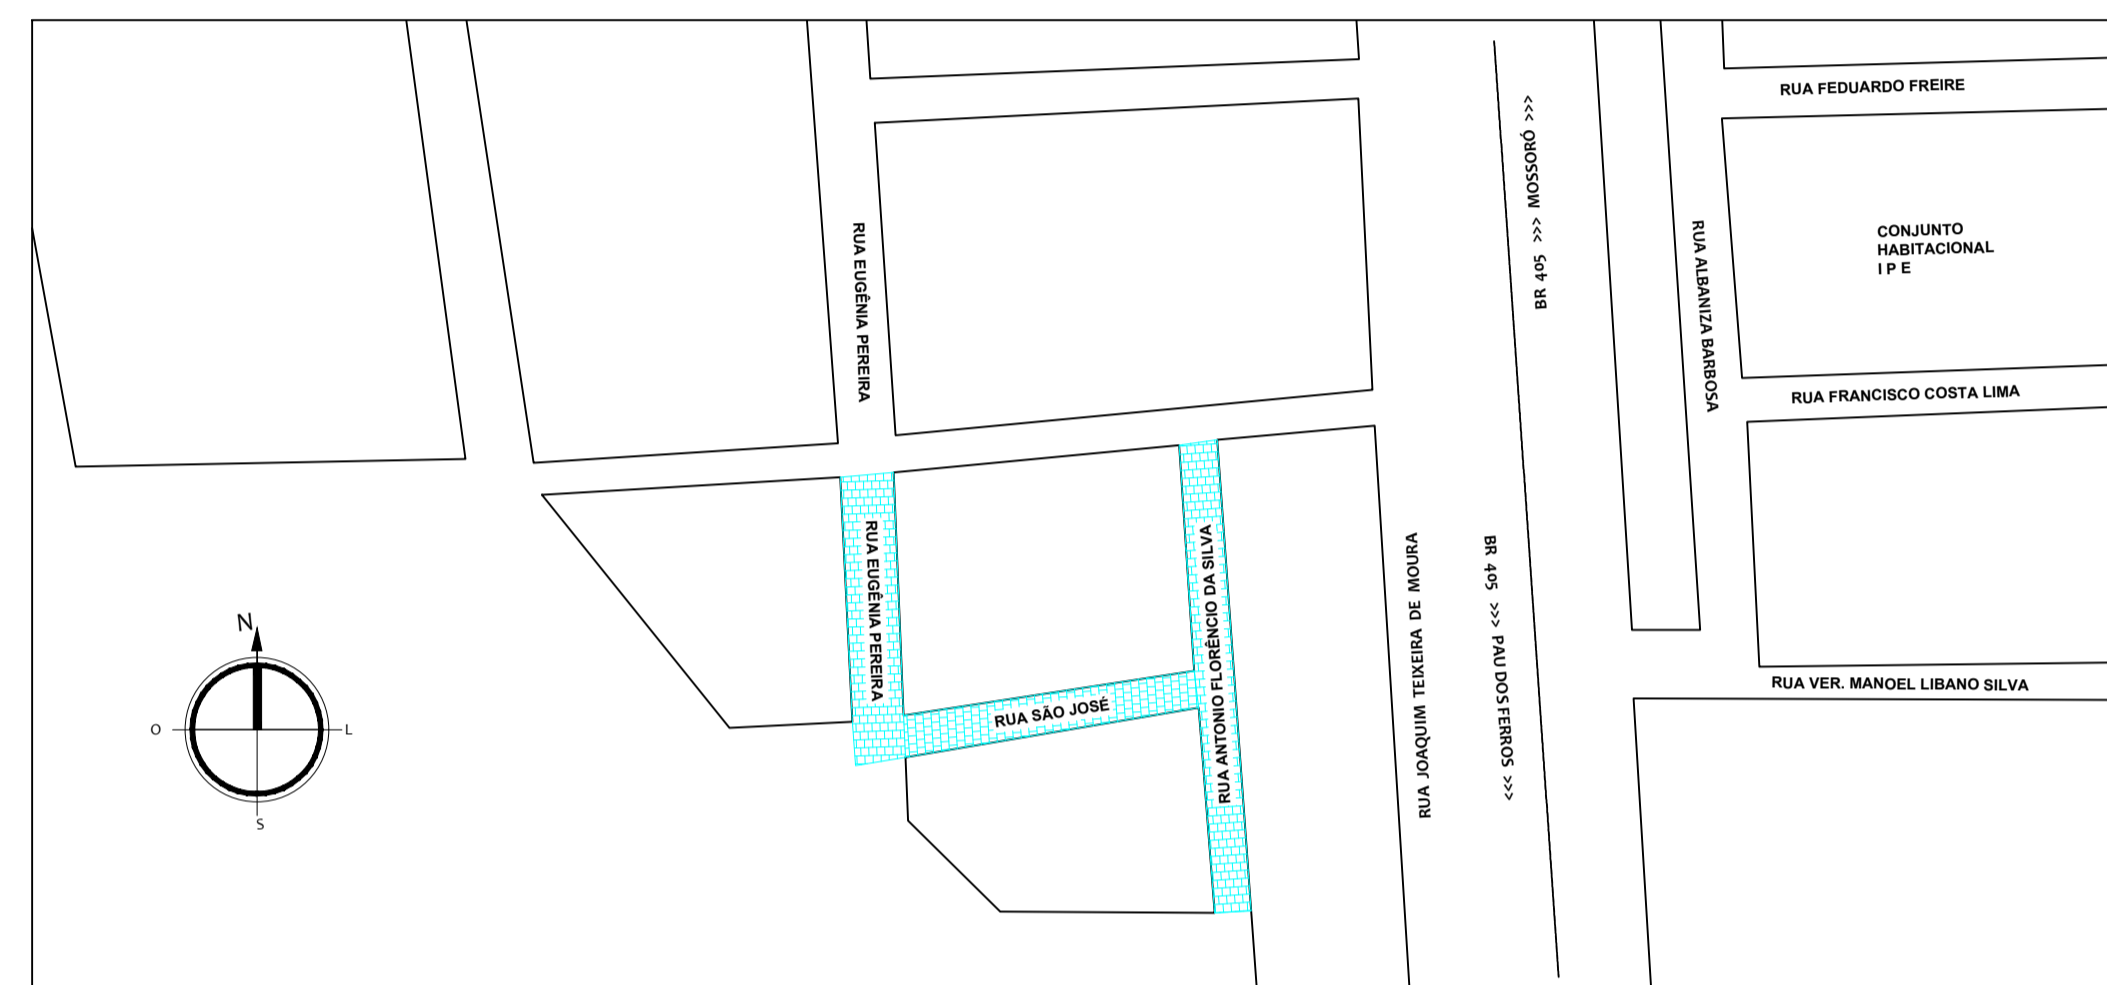 RUA FEDUARDO FREIRE
<<< MOSSORÓ <<< BR 405
RUA EUGÊNIA PEREIRA
RUA ALBANIZA BARBOSA
CONJUNTO
HABITACIONAL
I P E
RUA FRANCISCO COSTA LIMA
RUA EUGÊNIA PEREIRA
RUA ANTONIO FLORÊNCIO DA SILVA
RUA JOAQUIM TEIXEIRA DE MOURA
BR 405 >>> PAU DOS FERROS >>>
RUA SÃO JOSÉ
RUA VER. MANOEL LIBANO SILVA
N
O
L
S